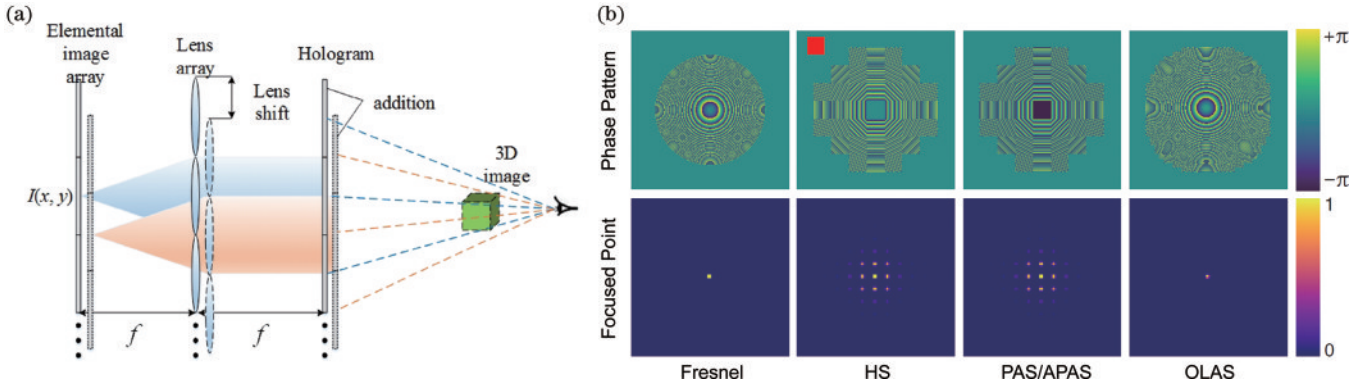 (a)
Elemental
image
array
Lens
array
Hologram
Lens
shift
addition
3D
image
I(x, y)
f
f
(b)
Phase Pattern
Focused Point
+π
−π
1
0
Fresnel
HS
PAS/APAS
OLAS